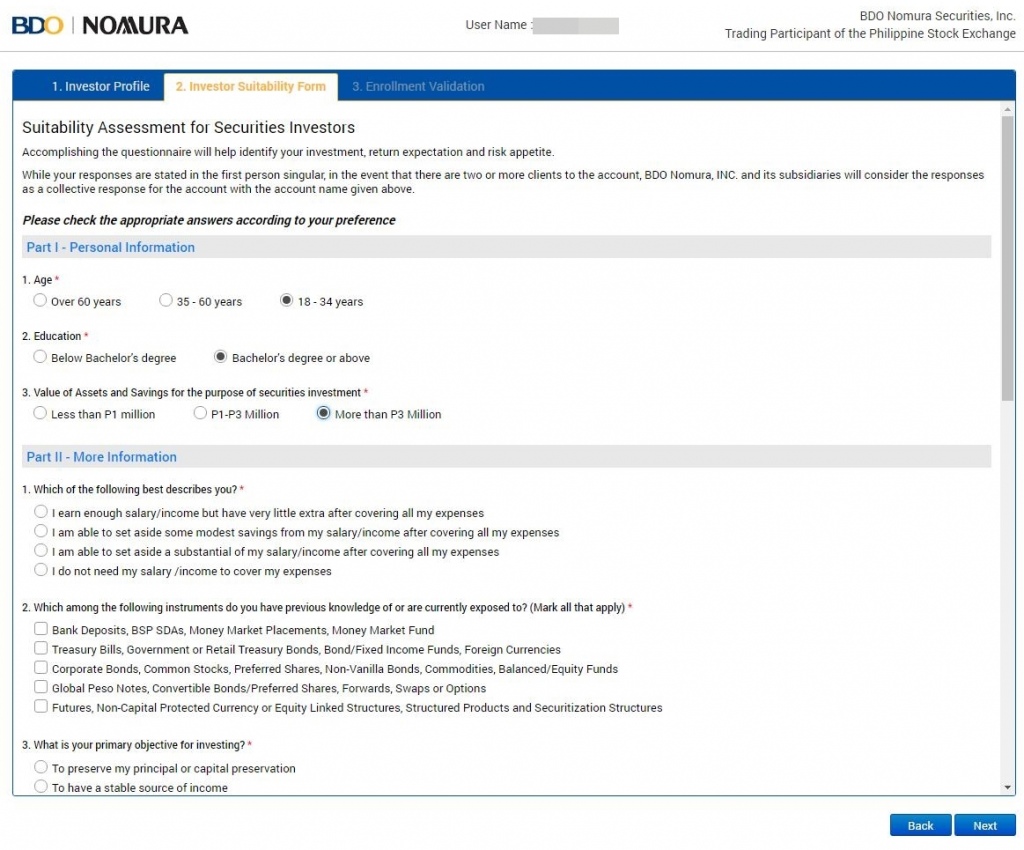 BDO | NOMURA
User Name :
BDO Nomura Securities, Inc.
Trading Participant of the Philippine Stock Exchange
1. Investor Profile
2. Investor Suitability Form
3. Enrollment Validation
Suitability Assessment for Securities Investors
Accomplishing the questionnaire will help identify your investment, return expectation and risk appetite.
While your responses are stated in the first person singular, in the event that there are two or more clients to the account, BDO Nomura, INC. and its subsidiaries will consider the responses
as a collective response for the account with the account name given above.
Please check the appropriate answers according to your preference
Part I - Personal Information
1. Age *
Over 60 years 35 - 60 years 18 - 34 years
2. Education *
Below Bachelor's degree Bachelor's degree or above
3. Value of Assets and Savings for the purpose of securities investment *
Less than P1 million P1-P3 Million More than P3 Million
Part II - More Information
1. Which of the following best describes you? *
I earn enough salary/income but have very little extra after covering all my expenses
I am able to set aside some modest savings from my salary/income after covering all my expenses
I am able to set aside a substantial of my salary/income after covering all my expenses
I do not need my salary /income to cover my expenses
2. Which among the following instruments do you have previous knowledge of or are currently exposed to? (Mark all that apply) *
Bank Deposits, BSP SDAs, Money Market Placements, Money Market Fund
Treasury Bills, Government or Retail Treasury Bonds, Bond/Fixed Income Funds, Foreign Currencies
Corporate Bonds, Common Stocks, Preferred Shares, Non-Vanilla Bonds, Commodities, Balanced/Equity Funds
Global Peso Notes, Convertible Bonds/Preferred Shares, Forwards, Swaps or Options
Futures, Non-Capital Protected Currency or Equity Linked Structures, Structured Products and Securitization Structures
3. What is your primary objective for investing? *
To preserve my principal or capital preservation
To have a stable source of income
Back Next